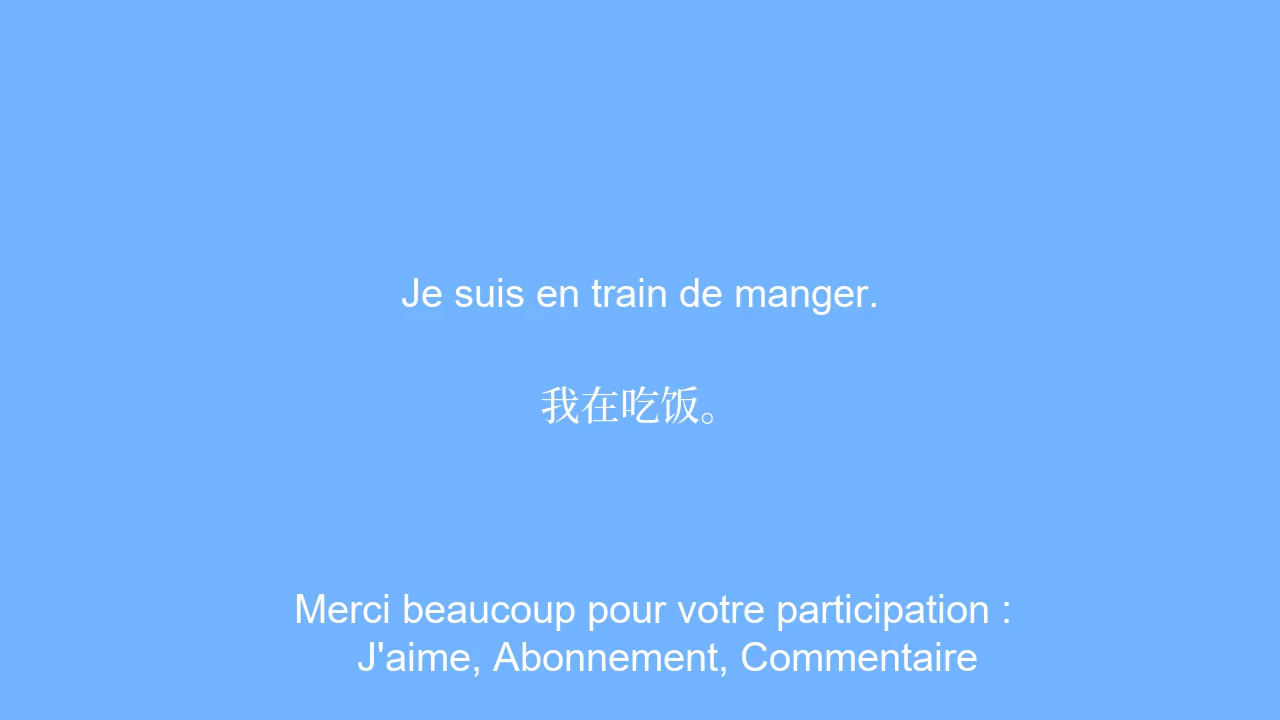 Je suis en train de manger.
我在吃饭。
Merci beaucoup pour votre participation :
J'aime, Abonnement, Commentaire